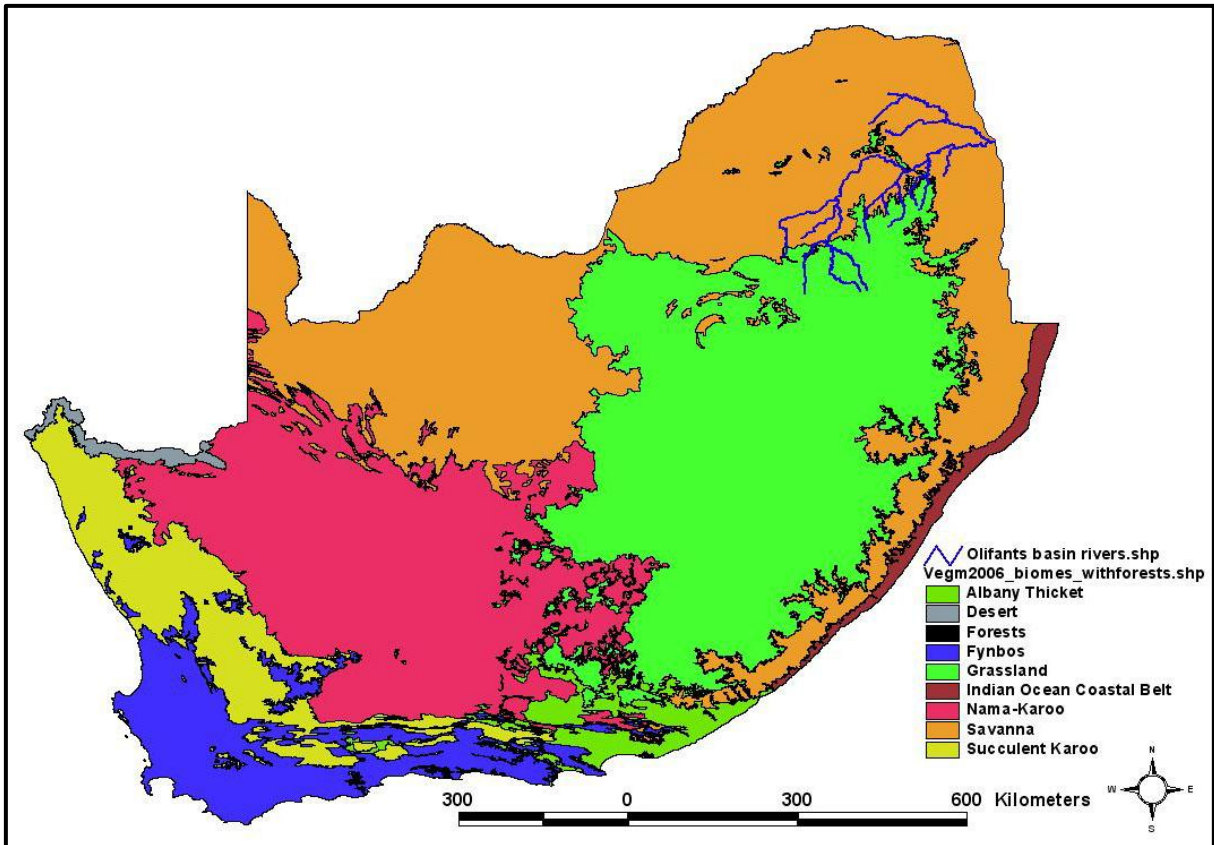 Olifants basin rivers.shp
Vegm2006_biomes_withforests.shp
Albany Thicket
Desert
Forests
Fynbos
Grassland
Indian Ocean Coastal Belt
Nama-Karoo
Savanna
Succulent Karoo
N
W E
S
300 0 300 600 Kilometers